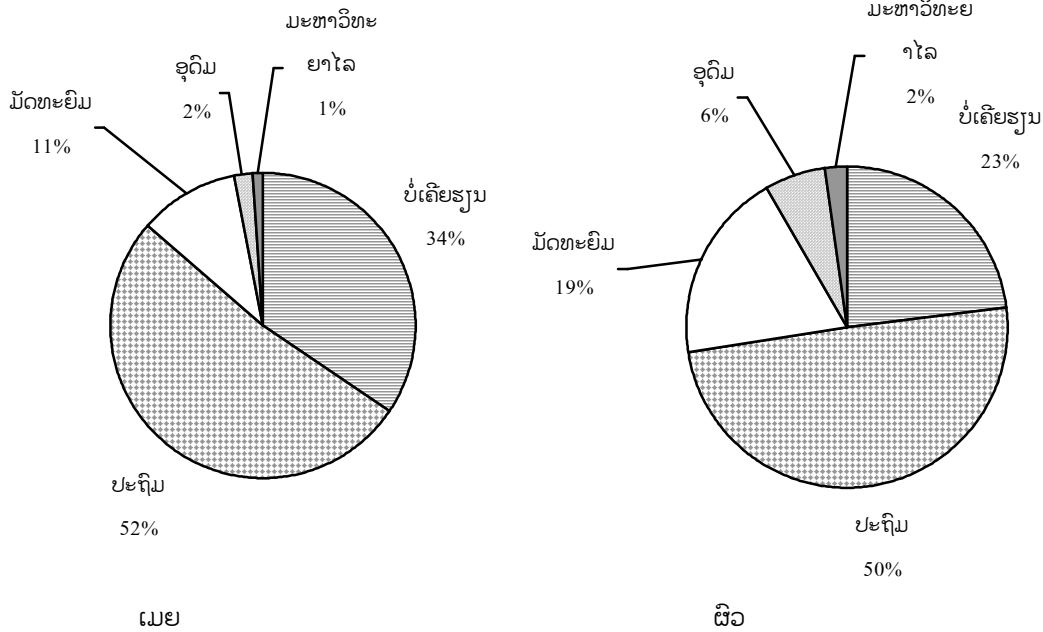 ມະຫາວິທະ
ຍາໄລ
1%
ອຸດົມ
2%
ມັດທະຍົມ
11%
ບໍ່ເຄີຍຮຽນ
34%
ປະຖົມ
52%
ເມຍ
ມະຫາວິທະຍ
າໄລ
2%
ອຸດົມ
6%
ບໍ່ເຄີຍຮຽນ
23%
ມັດທະຍົມ
19%
ປະຖົມ
50%
ຜົວ